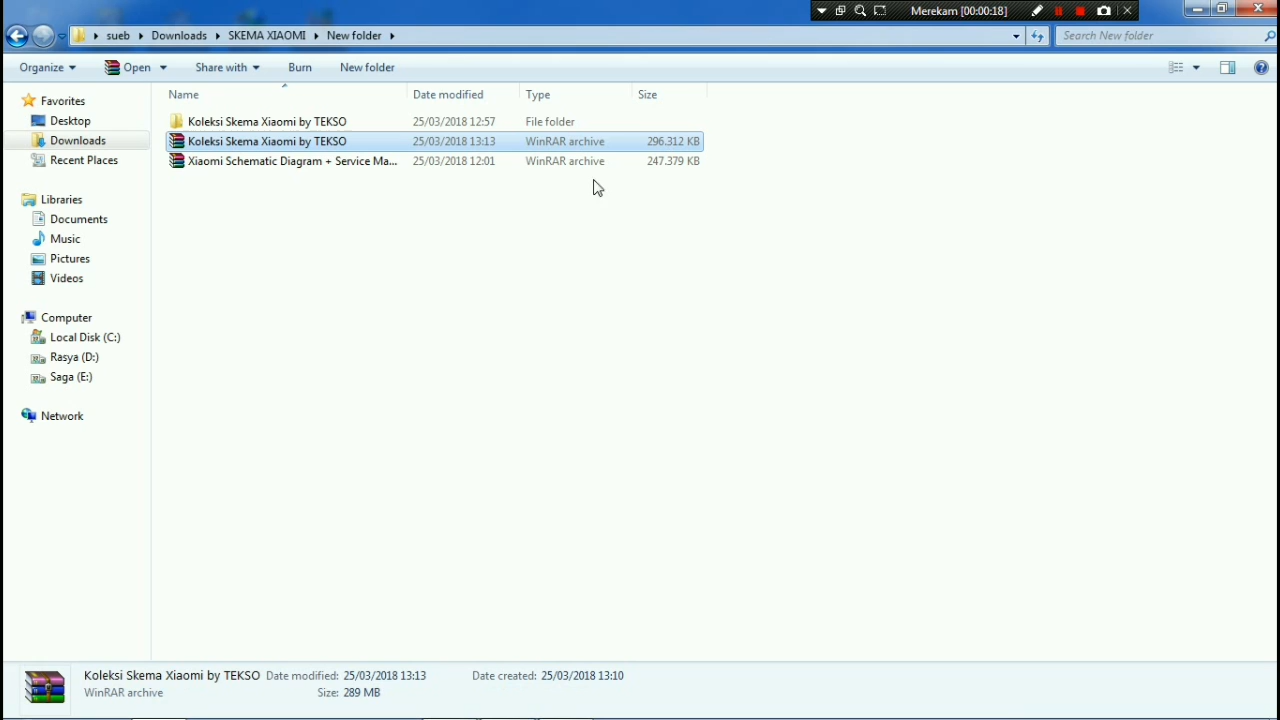 Merekam [00:00:18]
sueb Downloads SKEMA XIAOMI New folder
Search New folder
Organize Open Share with Burn New folder
Name Date modified Type Size
Favorites
Desktop
Downloads
Recent Places
Libraries
Documents
Music
Pictures
Videos
Computer
Local Disk (C:)
Rasya (D:)
Saga (E:)
Network
Koleksi Skema Xiaomi by TEKSO 25/03/2018 12:57 File folder
Koleksi Skema Xiaomi by TEKSO 25/03/2018 13:13 WinRAR archive 296.312 KB
Xiaomi Schematic Diagram + Service Ma... 25/03/2018 12:01 WinRAR archive 247.379 KB
Koleksi Skema Xiaomi by TEKSO Date modified: 25/03/2018 13:13 Date created: 25/03/2018 13:10
WinRAR archive Size: 289 MB